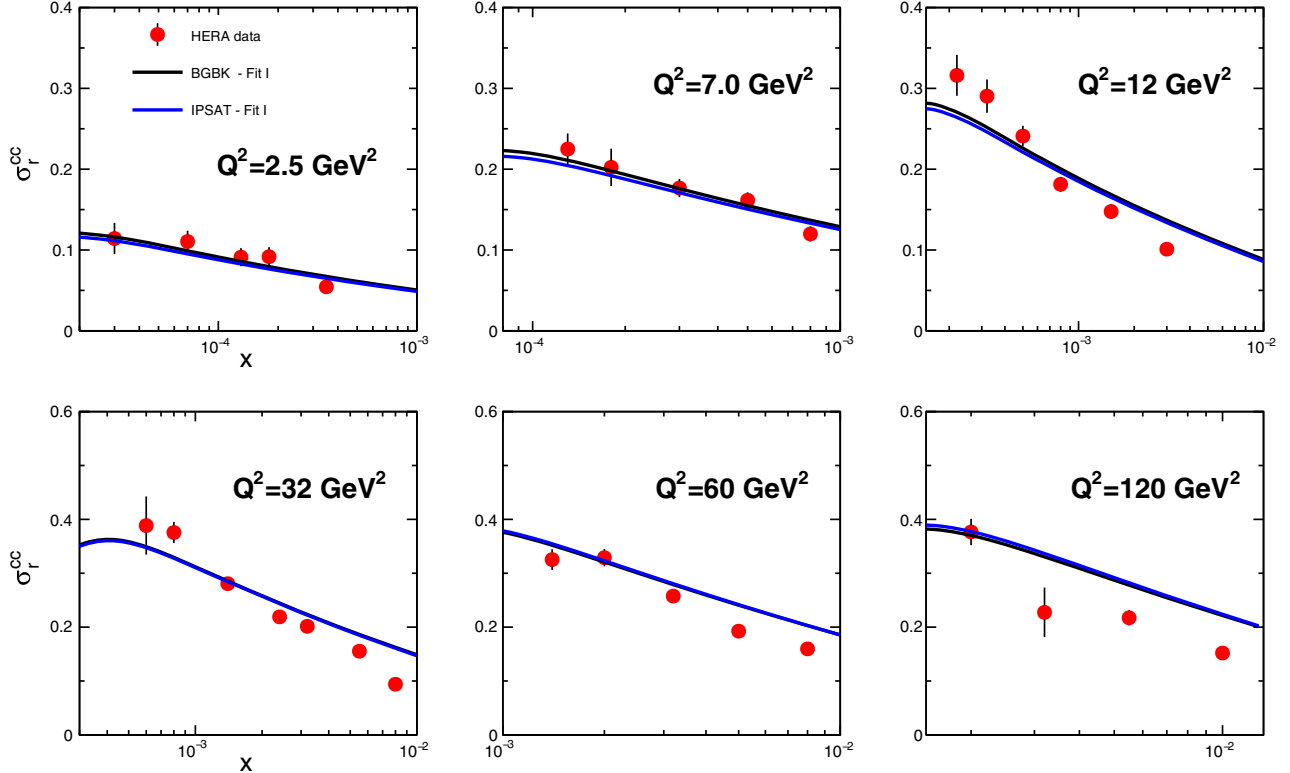 0.4
0.3
0.2
0.1
0
σ_r^cc
HERA data
BGBK - Fit I
IPSAT - Fit I
Q²=2.5 GeV²
10⁻⁴
10⁻³
x
0.4
0.3
0.2
0.1
0
Q²=7.0 GeV²
10⁻⁴
10⁻³
0.4
0.3
0.2
0.1
0
Q²=12 GeV²
10⁻³
10⁻²
0.6
0.4
0.2
0
σ_r^cc
Q²=32 GeV²
10⁻³
10⁻²
x
0.6
0.4
0.2
0
Q²=60 GeV²
10⁻³
10⁻²
0.6
0.4
0.2
0
Q²=120 GeV²
10⁻²